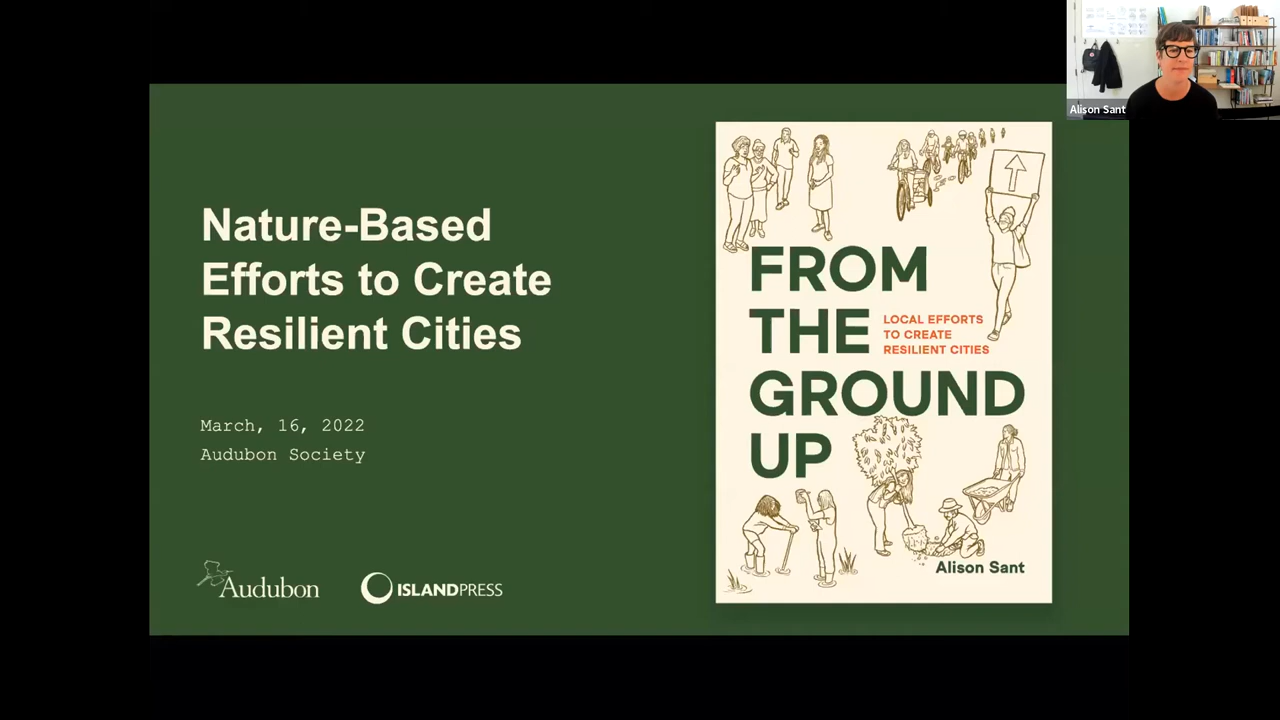 Alison Sant
Nature-Based
Efforts to Create
Resilient Cities
March, 16, 2022
Audubon Society
Audubon
ISLANDPRESS
FROM
THE
GROUND
UP
LOCAL EFFORTS
TO CREATE
RESILIENT CITIES
Alison Sant